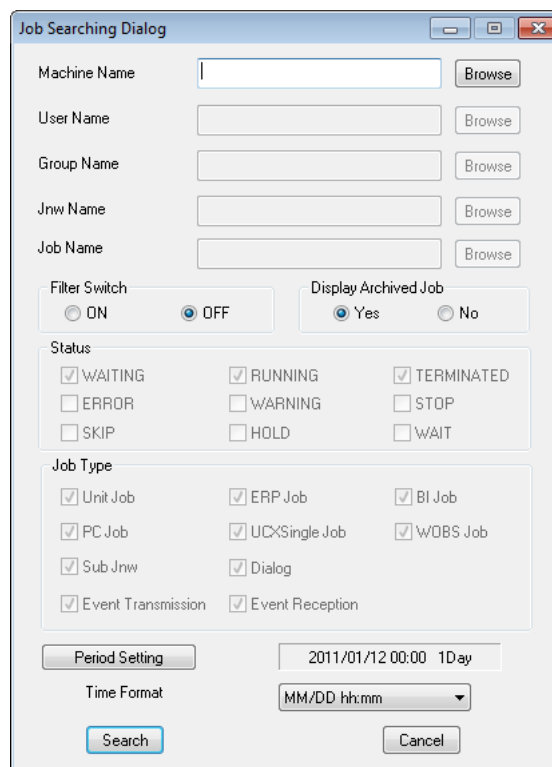 Job Searching Dialog
Machine Name Browse
User Name Browse
Group Name Browse
Jnw Name Browse
Job Name Browse
Filter Switch Display Archived Job
ON OFF Yes No
Status
WAITING RUNNING TERMINATED
ERROR WARNING STOP
SKIP HOLD WAIT
Job Type
Unit Job ERP Job BI Job
PC Job UCXSingle Job WOBS Job
Sub Jnw Dialog
Event Transmission Event Reception
Period Setting 2011/01/12 00:00 1Day
Time Format MM/DD hh:mm
Search Cancel